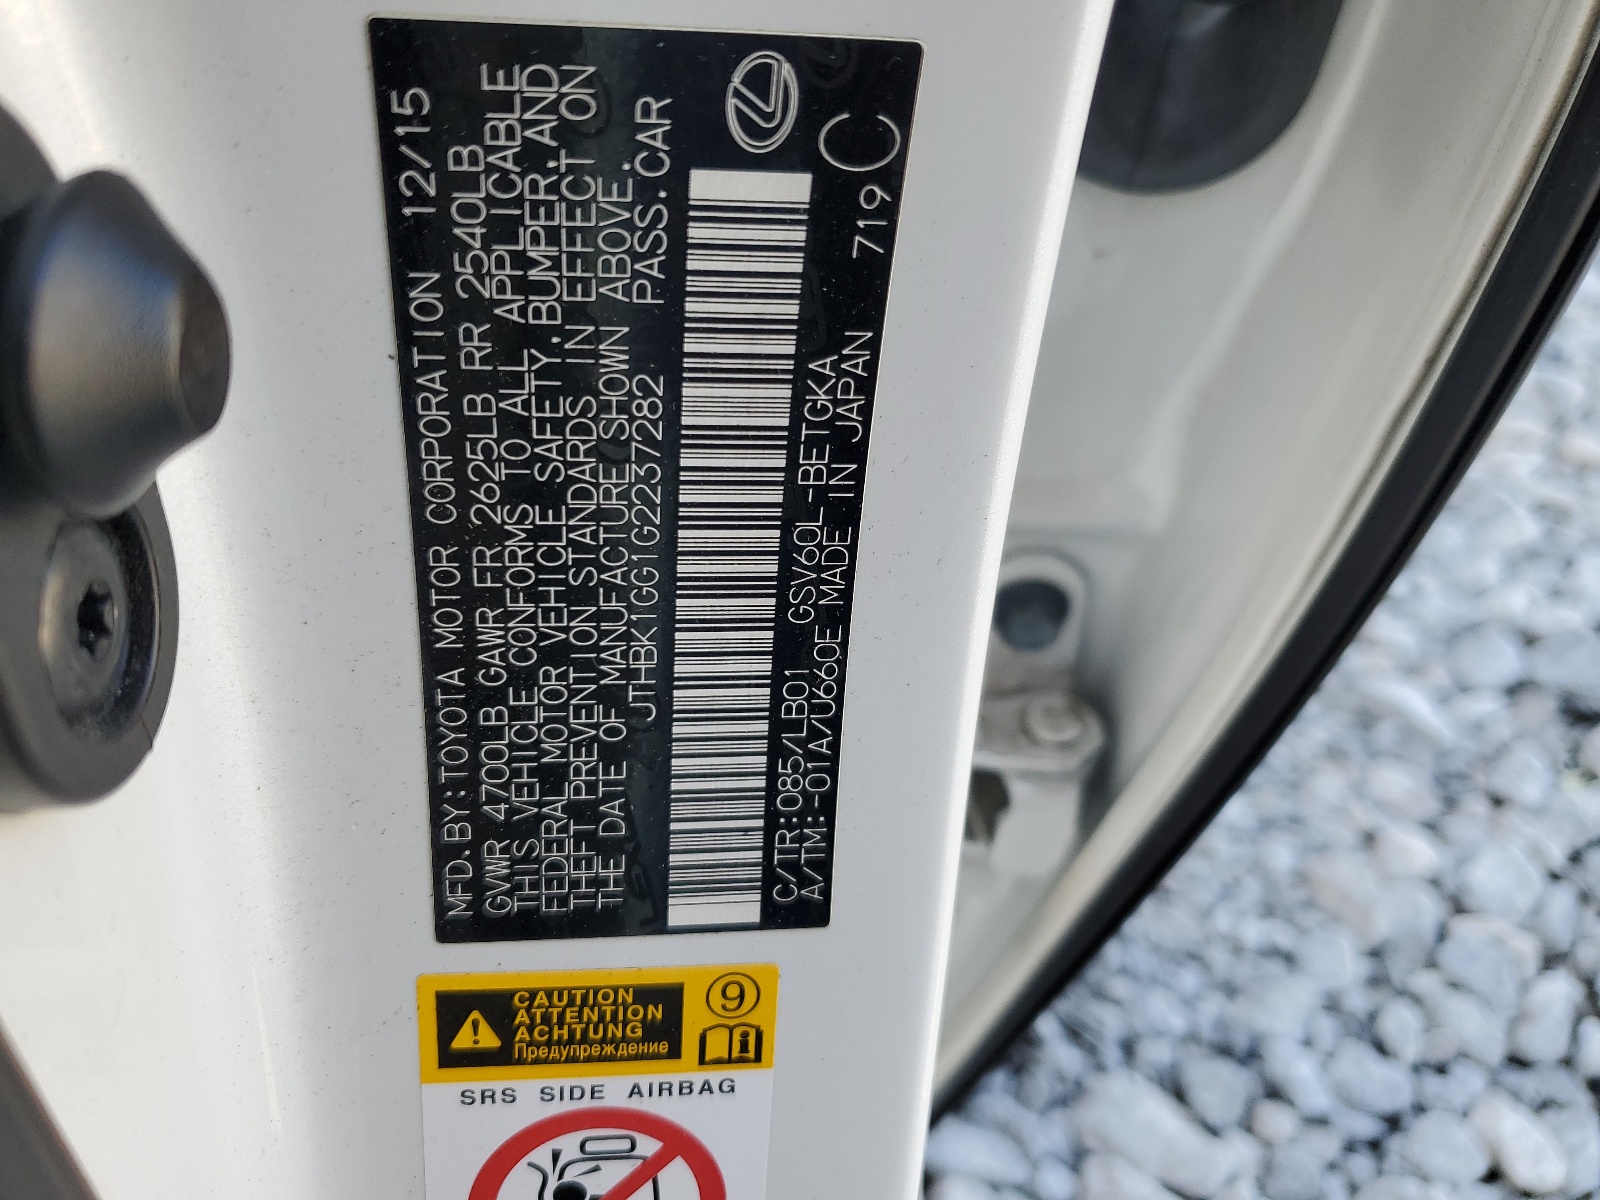 MFD.BY:TOYOTA MOTOR CORPORATION 12/15
GVWR 4700LB GAWR FR 2625LB RR 2540LB
THIS VEHICLE CONFORMS TO ALL APPLICABLE
FEDERAL MOTOR VEHICLE SAFETY, BUMPER, AND
THEFT PREVENTION STANDARDS IN EFFECT ON
THE DATE OF MANUFACTURE SHOWN ABOVE.
JTHBK1GG1G2237282 PASS.CAR
C/TR:085/LB01 GSV60L-BETGKA
A/TM:-01A/U660E MADE IN JAPAN 719 C
CAUTION
ATTENTION
ACHTUNG
Предупреждение
9
i
SRS SIDE AIRBAG